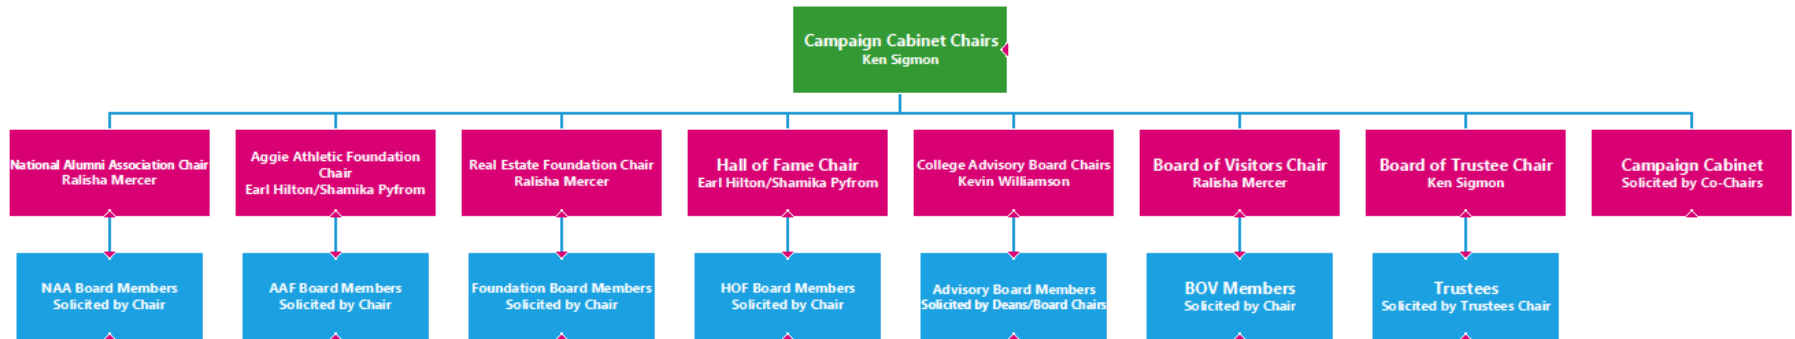 Campaign Cabinet Chairs
Ken Sigmon
National Alumni Association Chair
Ralisha Mercer
Aggie Athletic Foundation
Chair
Earl Hilton/Shamika Pyfrom
Real Estate Foundation Chair
Ralisha Mercer
Hall of Fame Chair
Earl Hilton/Shamika Pyfrom
College Advisory Board Chairs
Kevin Williamson
Board of Visitors Chair
Ralisha Mercer
Board of Trustee Chair
Ken Sigmon
Campaign Cabinet
Solicited by Co-Chairs
NAA Board Members
Solicited by Chair
AAF Board Members
Solicited by Chair
Foundation Board Members
Solicited by Chair
HOF Board Members
Solicited by Chair
Advisory Board Members
Solicited by Deans/Board Chairs
BOV Members
Solicited by Chair
Trustees
Solicited by Trustees Chair